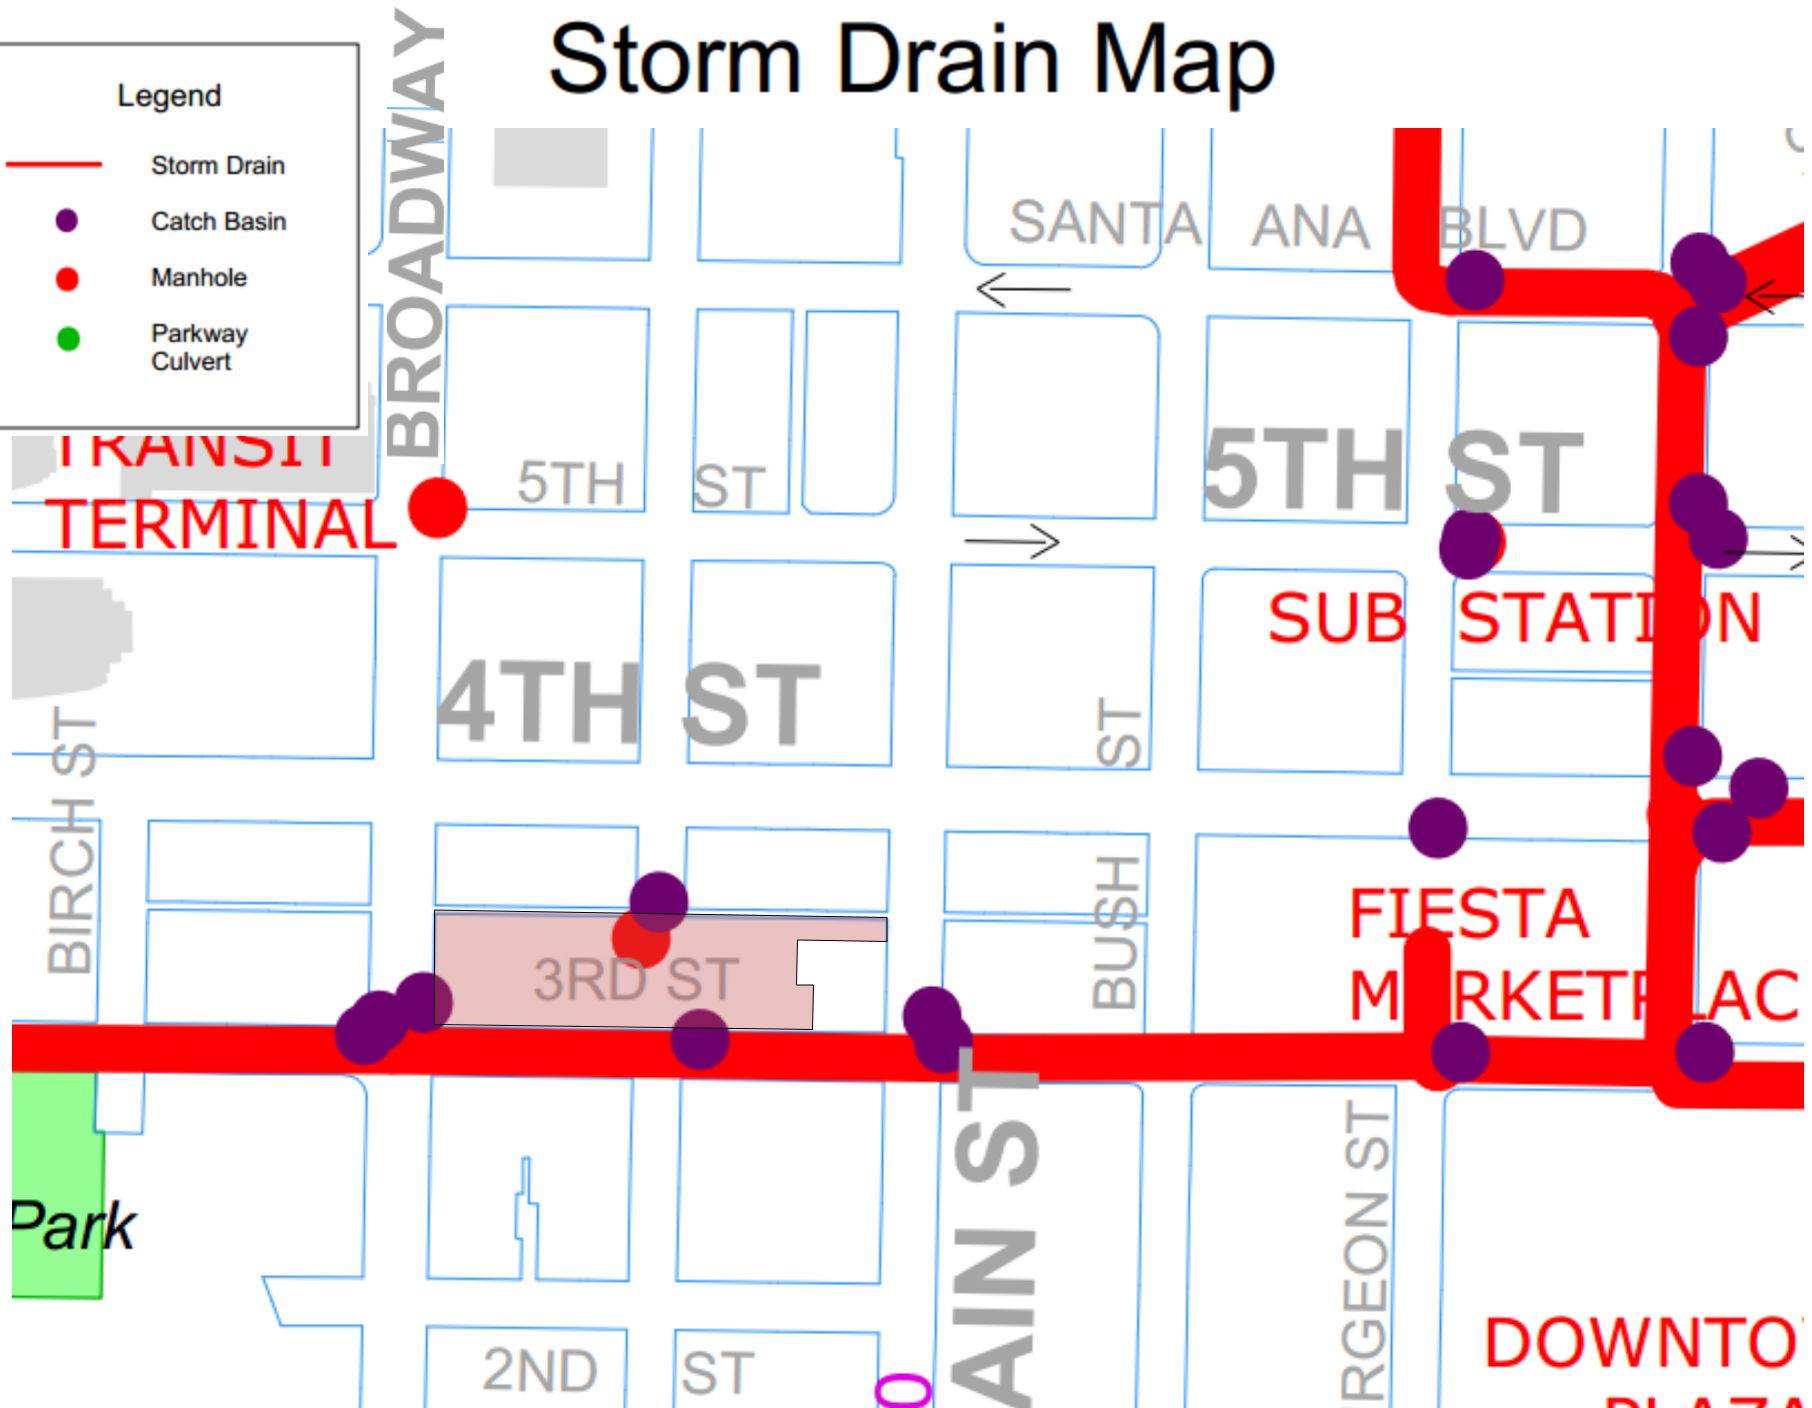 Storm Drain Map
Legend
Storm Drain
Catch Basin
Manhole
Parkway
Culvert
BROADWAY
SANTA ANA BLVD
TRANSIT
TERMINAL
5TH ST
5TH ST
SUB STATION
4TH ST
BIRCH ST
BUSH ST
FIESTA
3RD ST
Park
2ND ST